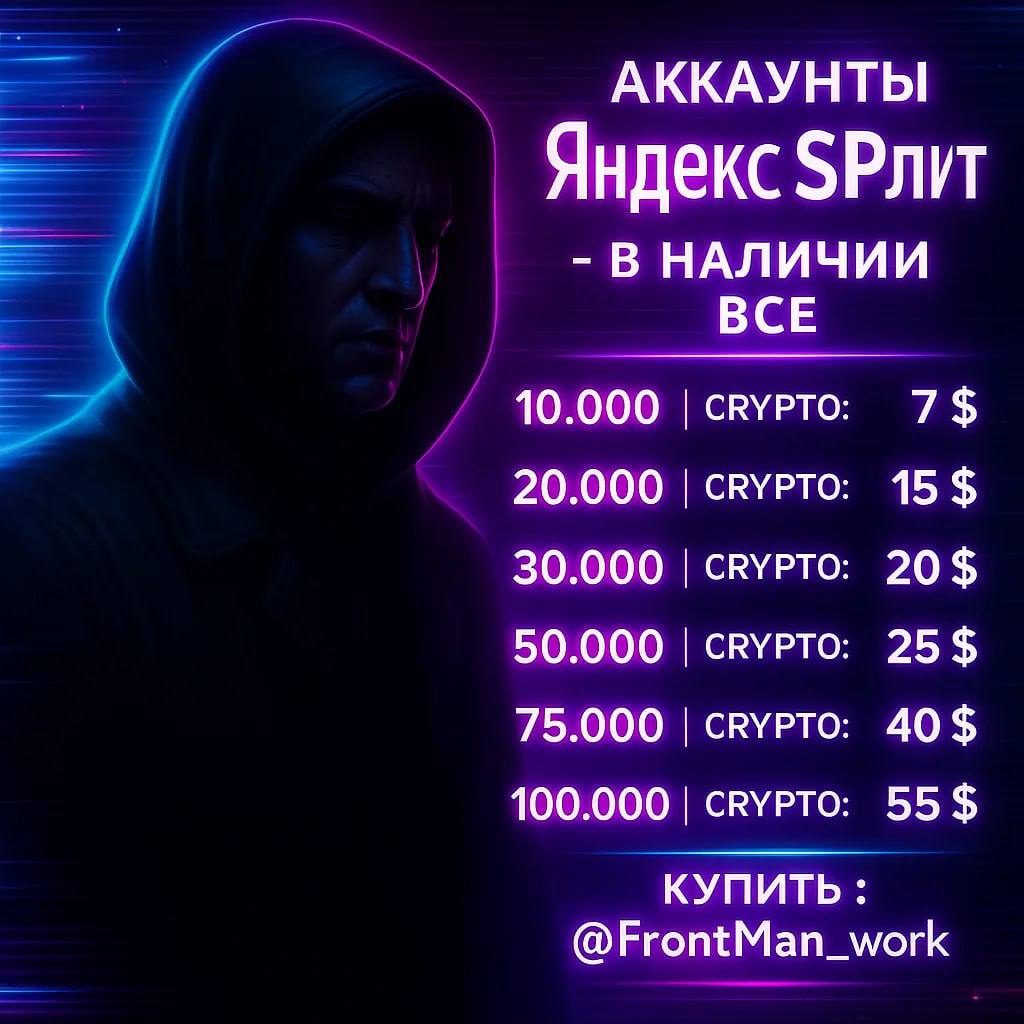 АККАУНТЫ
Яндекс SPлит
- В НАЛИЧИИ
ВСЕ
10.000 | CRYPTO: 7 $
20.000 | CRYPTO: 15 $
30.000 | CRYPTO: 20 $
50.000 | CRYPTO: 25 $
75.000 | CRYPTO: 40 $
100.000 | CRYPTO: 55 $
КУПИТЬ :
@FrontMan_work